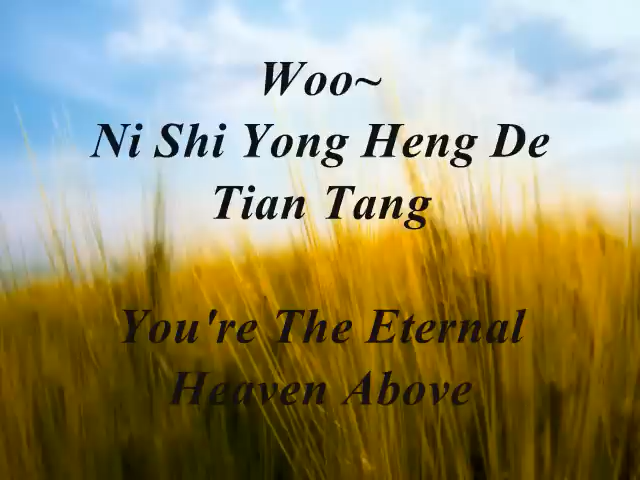 Woo~
Ni Shi Yong Heng De
Tian Tang
You're The Eternal
Heaven Above